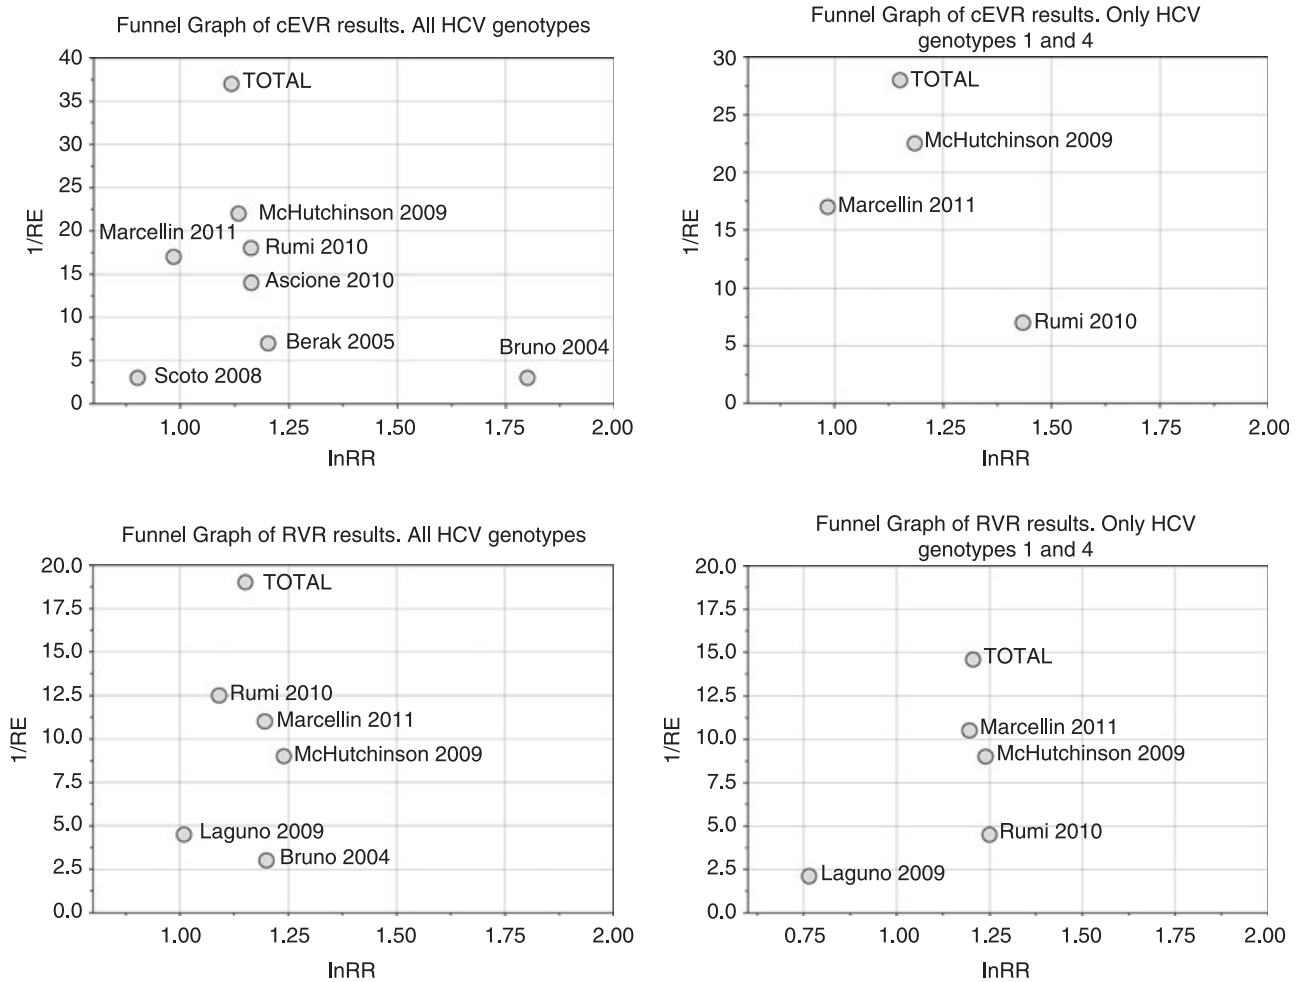 Funnel Graph of cEVR results. All HCV genotypes
40
35
30
25
20
15
10
5
0
1/RE
TOTAL
McHutchinson 2009
Marcellin 2011
Rumi 2010
Ascione 2010
Berak 2005
Bruno 2004
Scoto 2008
1.00
1.25
1.50
1.75
2.00
lnRR
Funnel Graph of cEVR results. Only HCV
genotypes 1 and 4
30
25
20
15
10
5
0
1/RE
TOTAL
McHutchinson 2009
Marcellin 2011
Rumi 2010
1.00
1.25
1.50
1.75
2.00
lnRR
Funnel Graph of RVR results. All HCV genotypes
20.0
17.5
15.0
12.5
10.0
7.5
5.0
2.5
0.0
1/RE
TOTAL
Rumi 2010
Marcellin 2011
McHutchinson 2009
Laguno 2009
Bruno 2004
1.00
1.25
1.50
1.75
2.00
lnRR
Funnel Graph of RVR results. Only HCV
genotypes 1 and 4
20.0
17.5
15.0
12.5
10.0
7.5
5.0
2.5
0.0
1/RE
TOTAL
Marcellin 2011
McHutchinson 2009
Rumi 2010
Laguno 2009
0.75
1.00
1.25
1.50
1.75
2.00
lnRR